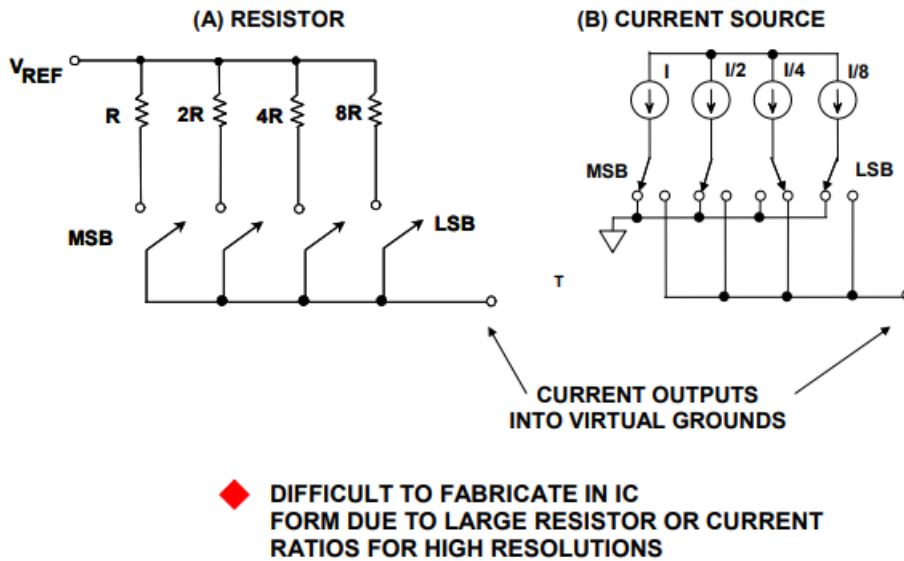 (A) RESISTOR
(B) CURRENT SOURCE
VREF
R
2R
4R
8R
MSB
LSB
I
I/2
I/4
I/8
MSB
LSB
T
CURRENT OUTPUTS
INTO VIRTUAL GROUNDS
DIFFICULT TO FABRICATE IN IC
FORM DUE TO LARGE RESISTOR OR CURRENT
RATIOS FOR HIGH RESOLUTIONS